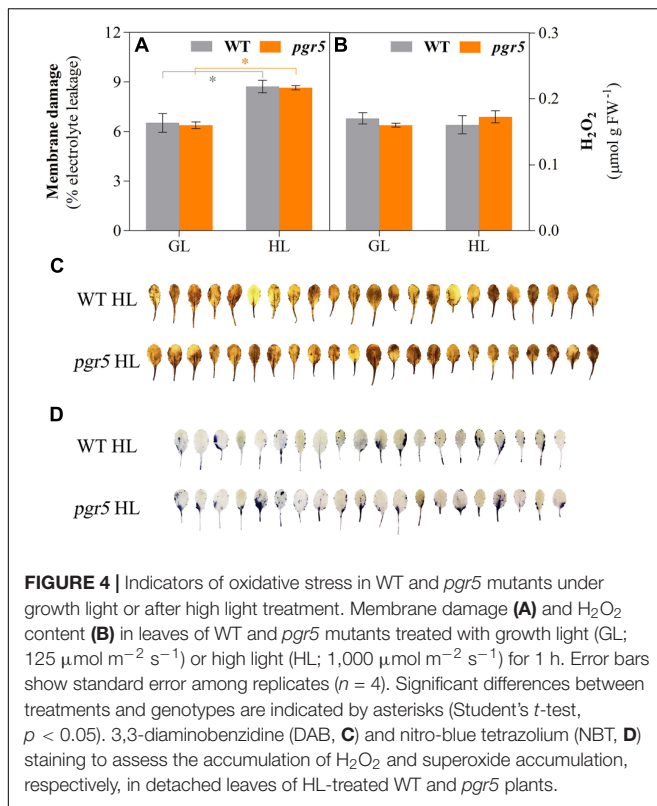 A WT pgr5 B WT pgr5
Membrane damage
(% electrolyte leakage)
12
9
6
3
0
* *
GL HL GL HL
0.3
0.2
0.1
0.0
H₂O₂
(μmol g FW⁻¹)
C
WT HL
pgr5 HL
D
WT HL
pgr5 HL
FIGURE 4 | Indicators of oxidative stress in WT and pgr5 mutants under
growth light or after high light treatment. Membrane damage (A) and H₂O₂
content (B) in leaves of WT and pgr5 mutants treated with growth light (GL;
125 μmol m⁻² s⁻¹) or high light (HL; 1,000 μmol m⁻² s⁻¹) for 1 h. Error bars
show standard error among replicates (n = 4). Significant differences between
treatments and genotypes are indicated by asterisks (Student's t-test,
p < 0.05). 3,3-diaminobenzidine (DAB, C) and nitro-blue tetrazolium (NBT, D)
staining to assess the accumulation of H₂O₂ and superoxide accumulation,
respectively, in detached leaves of HL-treated WT and pgr5 plants.